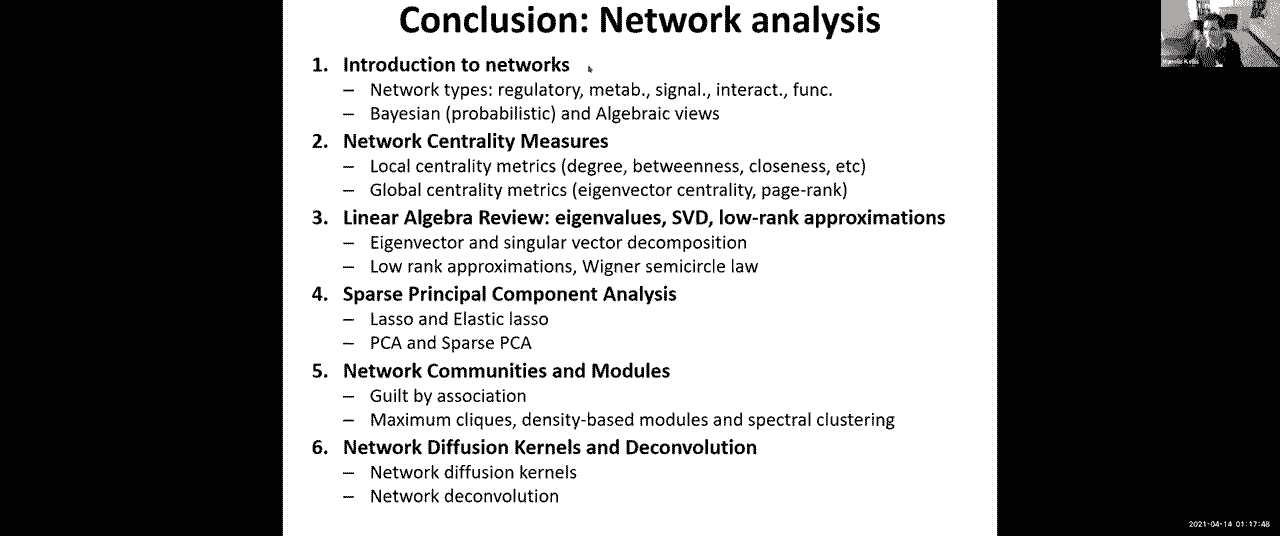 Conclusion: Network analysis
1. Introduction to networks
– Network types: regulatory, metab., signal., interact., func.
– Bayesian (probabilistic) and Algebraic views
2. Network Centrality Measures
– Local centrality metrics (degree, betweenness, closeness, etc)
– Global centrality metrics (eigenvector centrality, page-rank)
3. Linear Algebra Review: eigenvalues, SVD, low-rank approximations
– Eigenvector and singular vector decomposition
– Low rank approximations, Wigner semicircle law
4. Sparse Principal Component Analysis
– Lasso and Elastic lasso
– PCA and Sparse PCA
5. Network Communities and Modules
– Guilt by association
– Maximum cliques, density-based modules and spectral clustering
6. Network Diffusion Kernels and Deconvolution
– Network diffusion kernels
– Network deconvolution
Manolis Kellis
2021-04-14 01:17:48